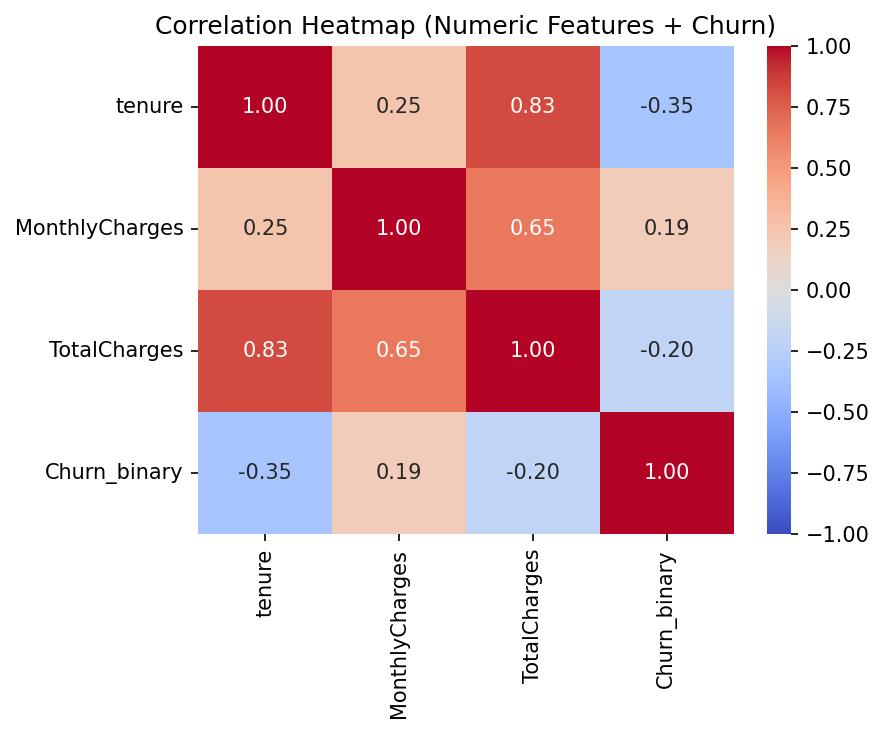 Correlation Heatmap (Numeric Features + Churn)
tenure 1.00 0.25 0.83 -0.35
MonthlyCharges 0.25 1.00 0.65 0.19
TotalCharges 0.83 0.65 1.00 -0.20
Churn_binary -0.35 0.19 -0.20 1.00
tenure
MonthlyCharges
TotalCharges
Churn_binary
1.00
0.75
0.50
0.25
0.00
−0.25
−0.50
−0.75
−1.00